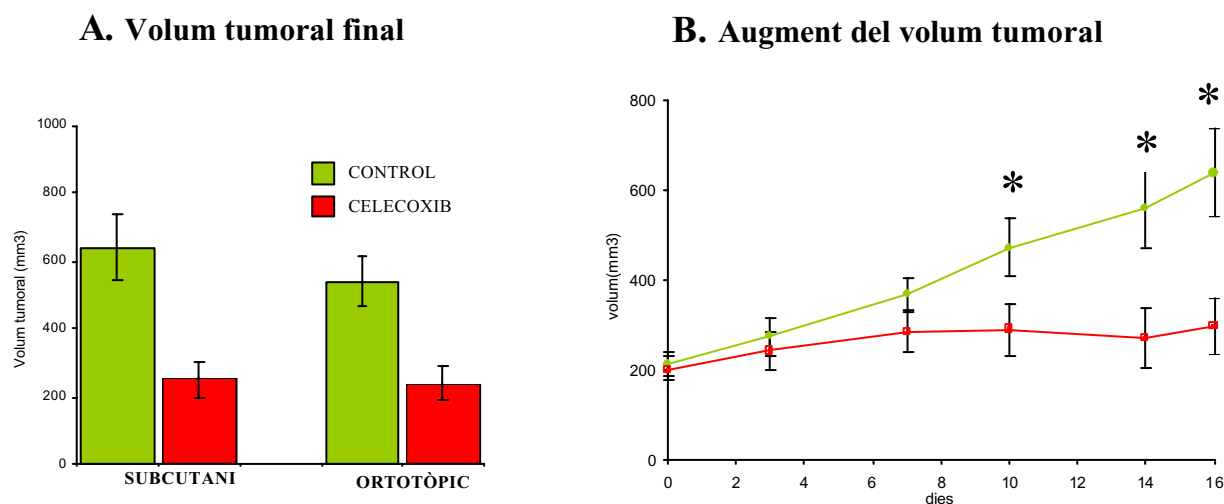 A. Volum tumoral final
Volum tumoral (mm3)
1000
800
600
400
200
0
CONTROL
CELECOXIB
SUBCUTANI
ORTOTÒPIC
B. Augment del volum tumoral
volum(mm3)
800
600
400
200
0
* * *
0 2 4 6 8 10 12 14 16
dies